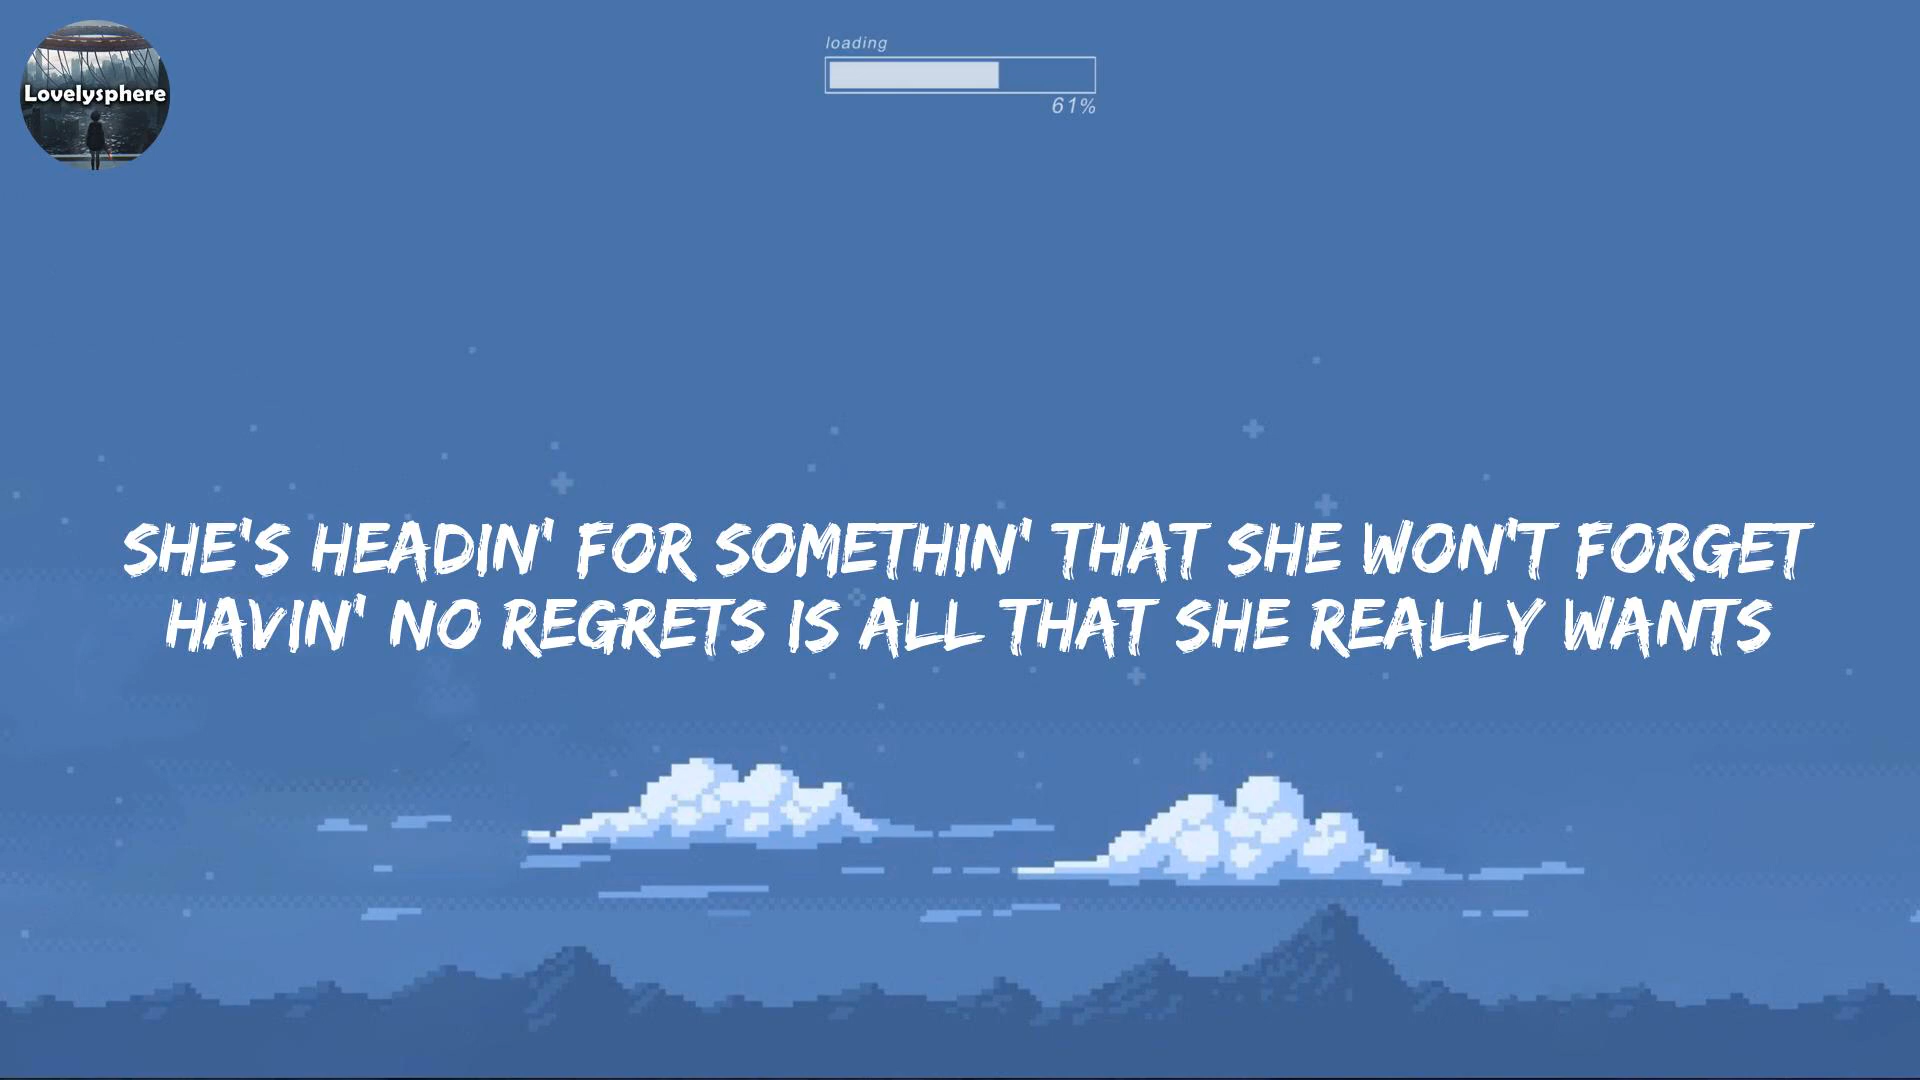 Lovelysphere
loading
61%
SHE'S HEADIN' FOR SOMETHIN' THAT SHE WON'T FORGET
HAVIN' NO REGRETS IS ALL THAT SHE REALLY WANTS